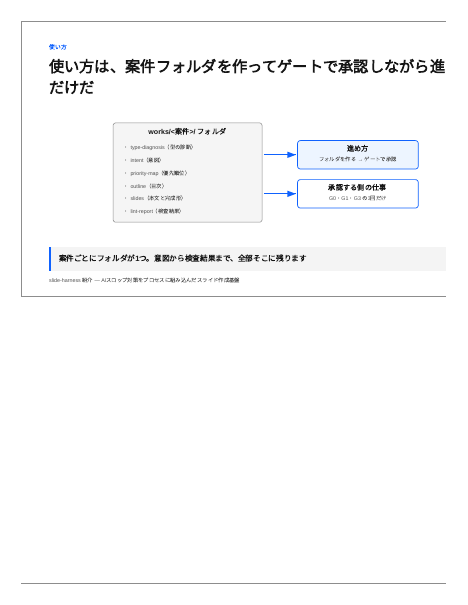 使い方
使い方は、案件フォルダを作ってゲートで承認しながら進
だけだ
works/<案件>/ フォルダ
· type-diagnosis（型の診断）
· intent（意図）
· priority-map（優先順位）
· outline（目次）
· slides（本文と完成形）
· lint-report（検査結果）
進め方
フォルダを作る → ゲートで承認
承認する側の仕事
G0・G1・G3 の3回だけ
案件ごとにフォルダが1つ。意図から検査結果まで、全部そこに残ります
slide-harness 紹介 — AIスロップ対策をプロセスに組み込んだスライド作成基盤